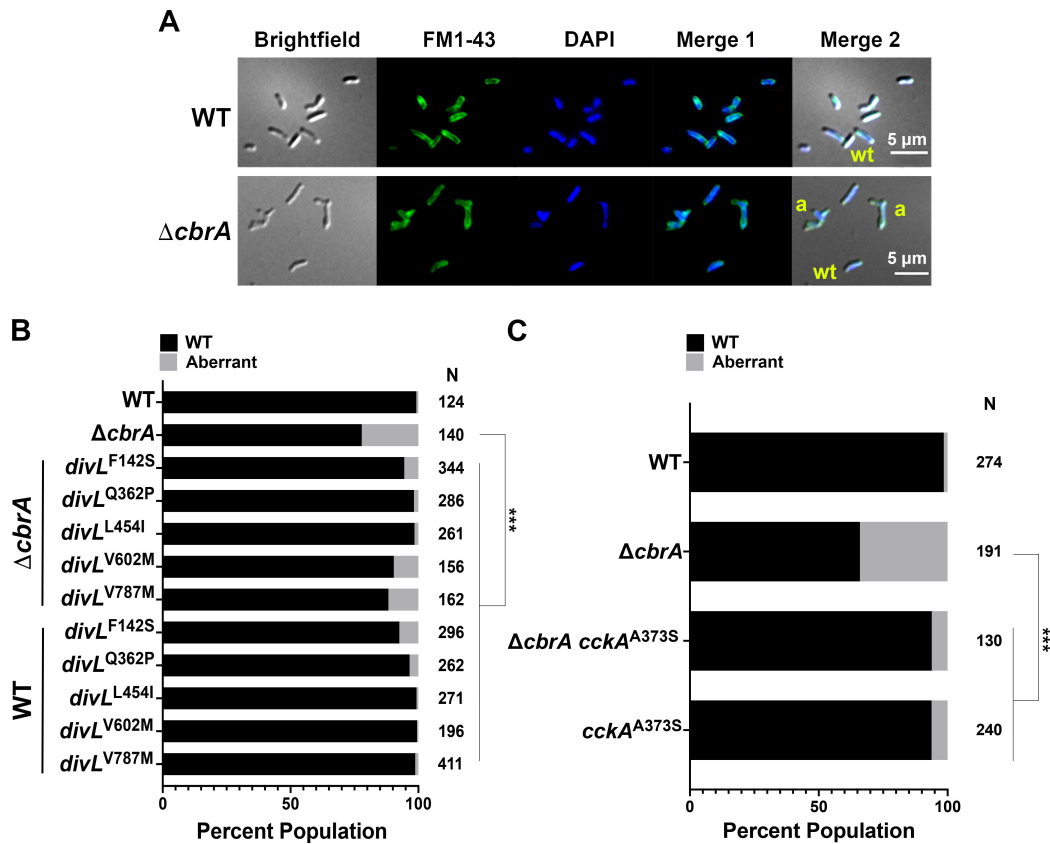 A
Brightfield FM1-43 DAPI Merge 1 Merge 2
WT
wt
5 µm
ΔcbrA
a
a
wt
5 µm
B
WT
Aberrant
N
WT 124
ΔcbrA 140
ΔcbrA
divLF142S 344
divLQ362P 286
divLL454I 261
divLV602M 156
divLV787M 162
WT
divLF142S 296
divLQ362P 262
divLL454I 271
divLV602M 196
divLV787M 411
***
0 50 100
Percent Population
C
WT
Aberrant
N
WT 274
ΔcbrA 191
ΔcbrA cckAA373S 130
cckAA373S 240
***
0 50 100
Percent Population